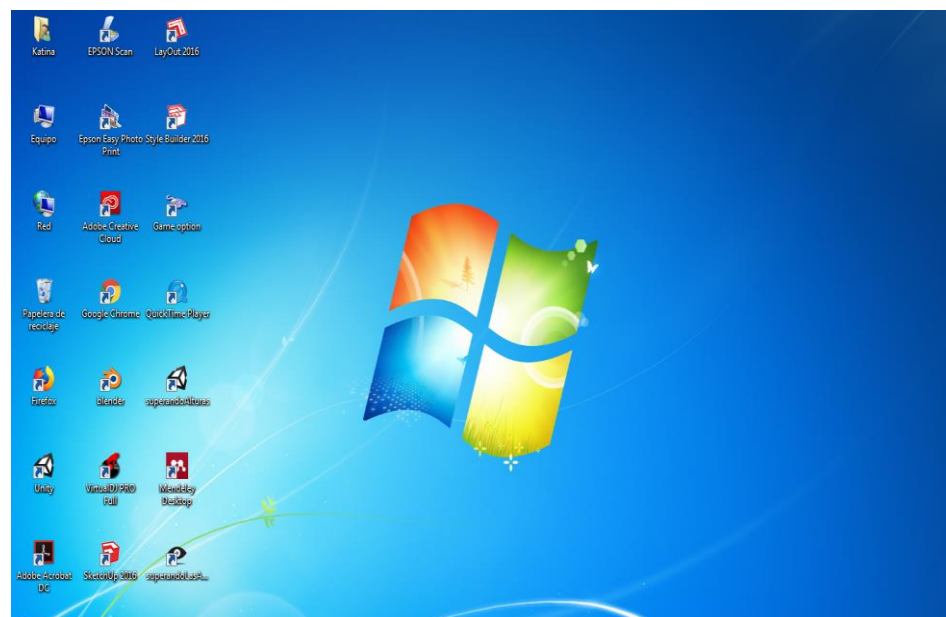 Katina
EPSON Scan
LayOut 2016
Equipo
Epson Easy Photo
Print
Style Builder 2016
Red
Adobe Creative
Cloud
Game option
Papelera de
reciclaje
Google Chrome
QuickTime Player
Firefox
blender
superandoAlturas
Unity
VirtualDJ PRO
Full
Mendeley
Desktop
Adobe Acrobat
DC
SketchUp 2016
superandoLasA...